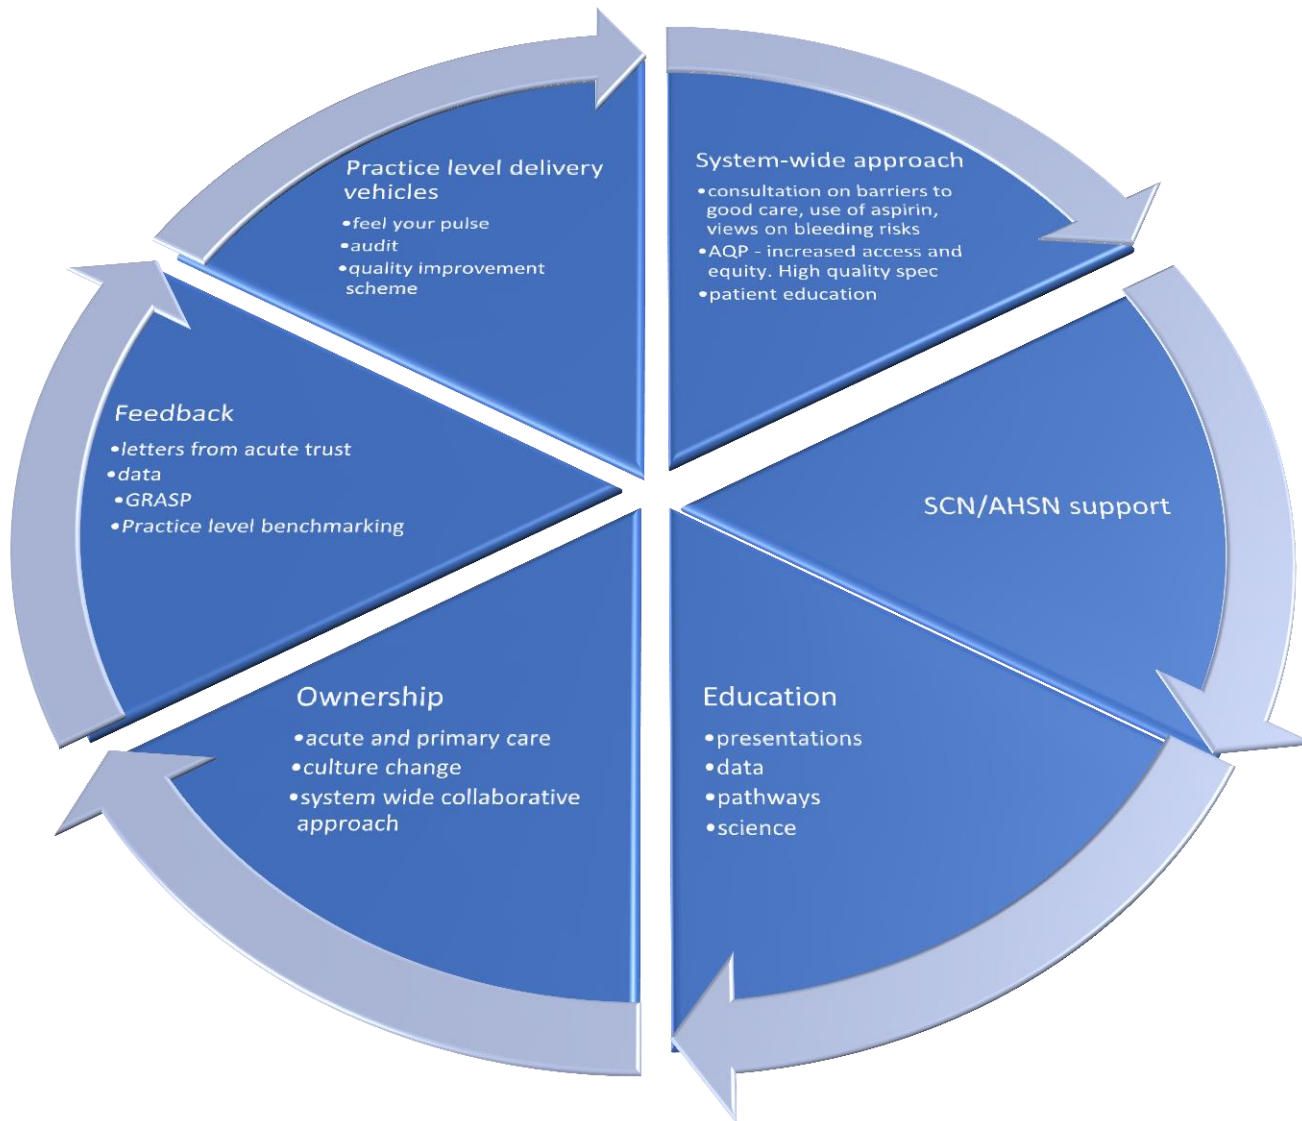 System-wide approach
•consultation on barriers to
good care, use of aspirin,
views on bleeding risks
•AQP - increased access and
equity. High quality spec
•patient education
SCN/AHSN support
Education
•presentations
•data
•pathways
•science
Ownership
•acute and primary care
•culture change
•system wide collaborative
approach
Feedback
•letters from acute trust
•data
•GRASP
•Practice level benchmarking
Practice level delivery
vehicles
•feel your pulse
•audit
•quality improvement
scheme